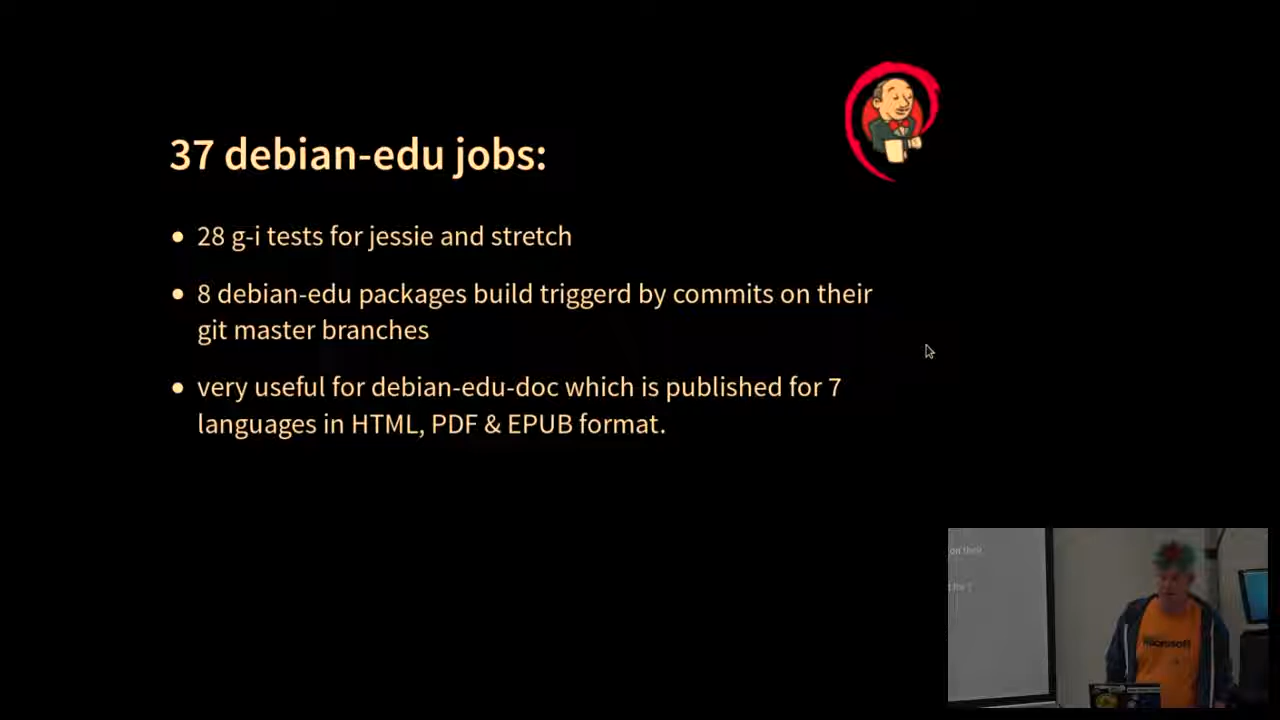 37 debian-edu jobs:
28 g-i tests for jessie and stretch
8 debian-edu packages build triggerd by commits on their
git master branches
very useful for debian-edu-doc which is published for 7
languages in HTML, PDF & EPUB format.
on their